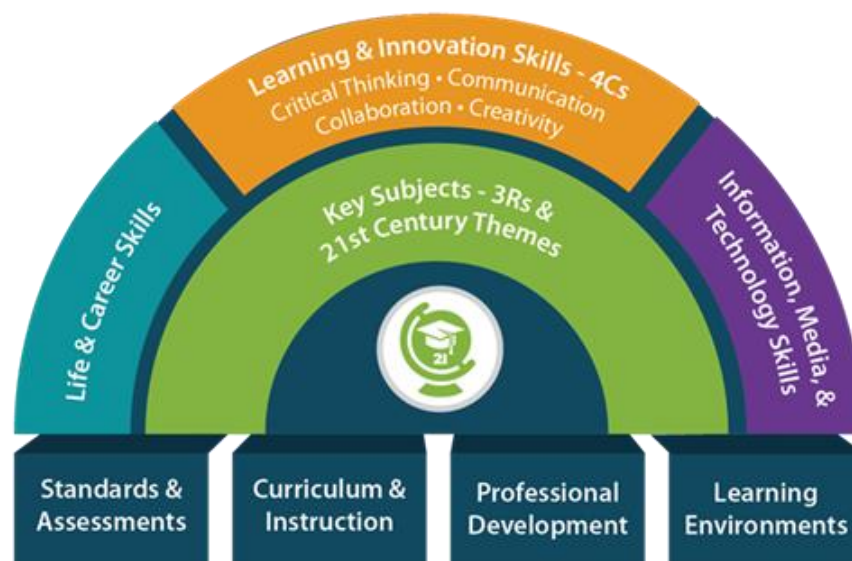 Learning & Innovation Skills - 4Cs
Critical Thinking • Communication
Collaboration • Creativity
Life & Career Skills
Key Subjects - 3Rs &
21st Century Themes
Information, Media, &
Technology Skills
21
Standards &
Assessments
Curriculum &
Instruction
Professional
Development
Learning
Environments